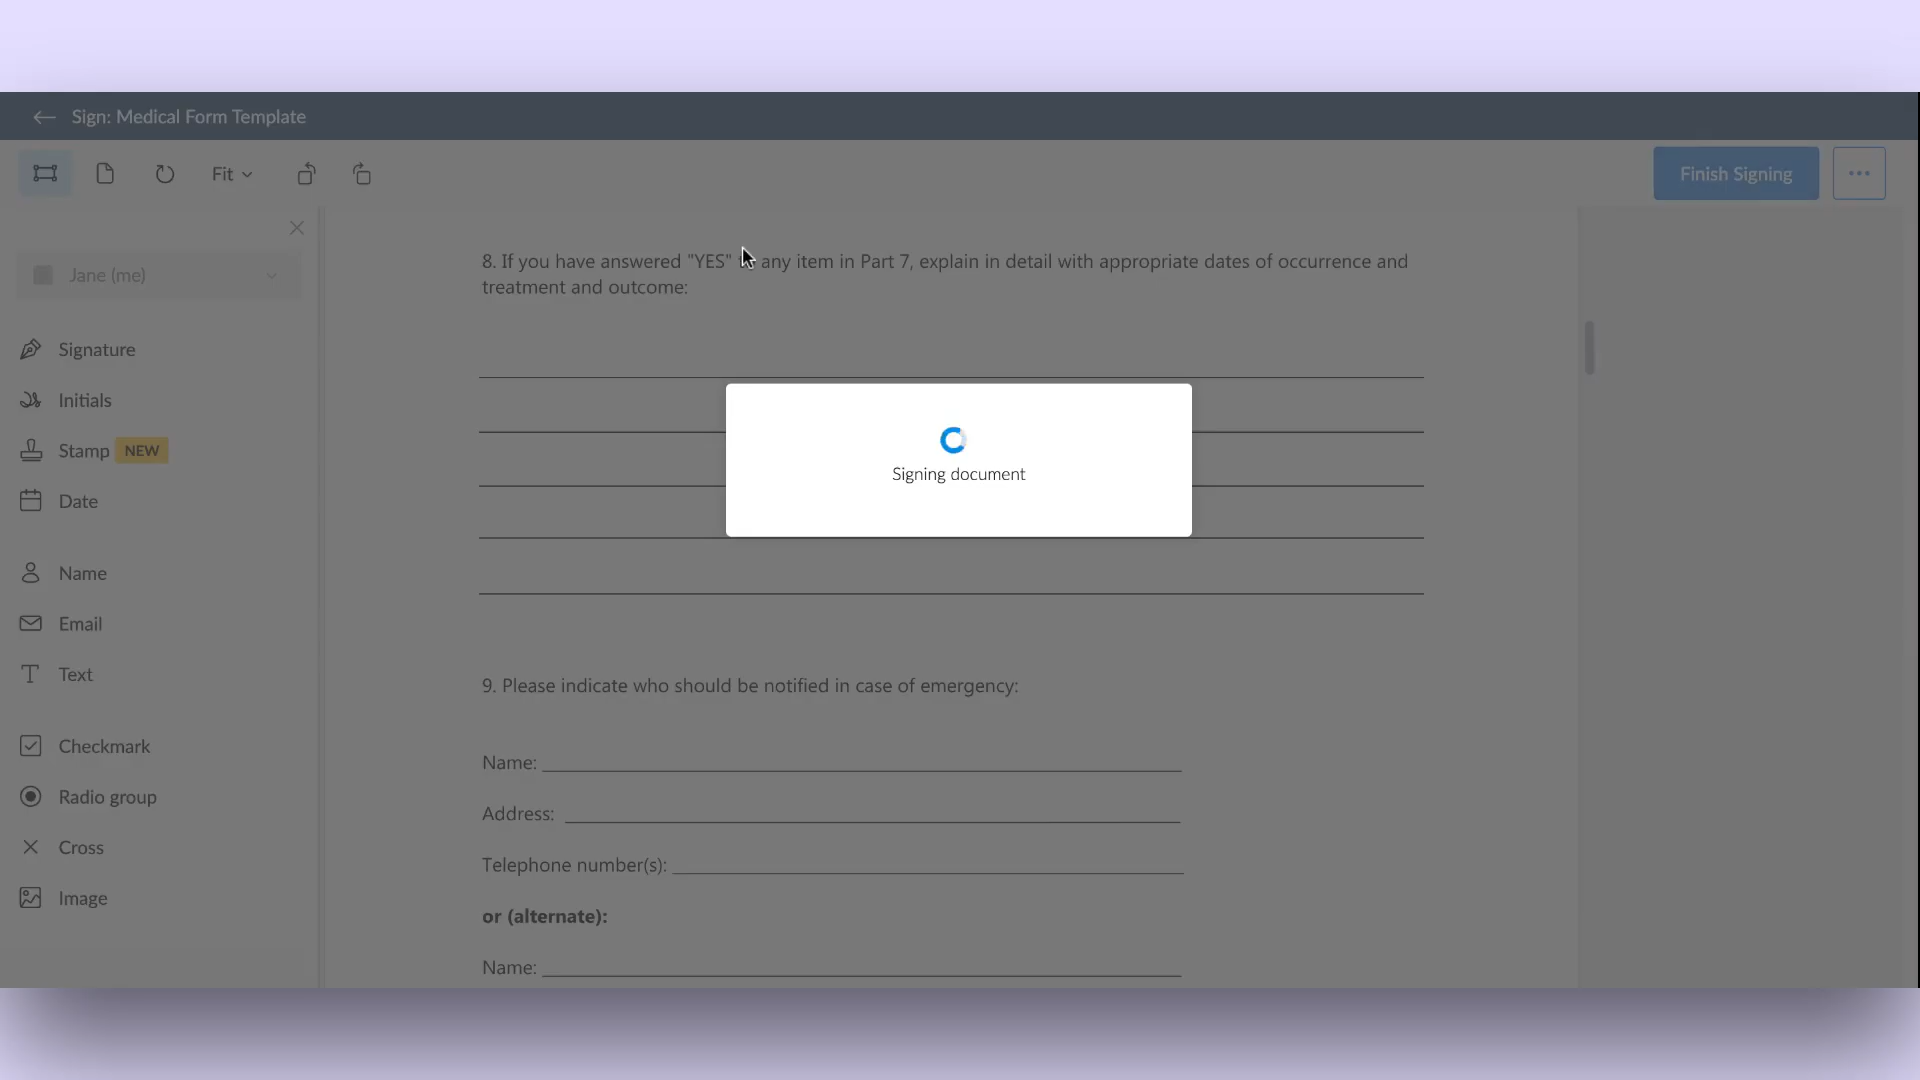 Sign: Medical Form Template
Fit
Finish Signing
Jane (me)
Signature
Initials
Stamp NEW
Date
Name
Email
Text
Checkmark
Radio group
Cross
Image
8. If you have answered "YES" to any item in Part 7, explain in detail with appropriate dates of occurrence and
treatment and outcome:
Signing document
9. Please indicate who should be notified in case of emergency:
Name:
Address:
Telephone number(s):
or (alternate):
Name: